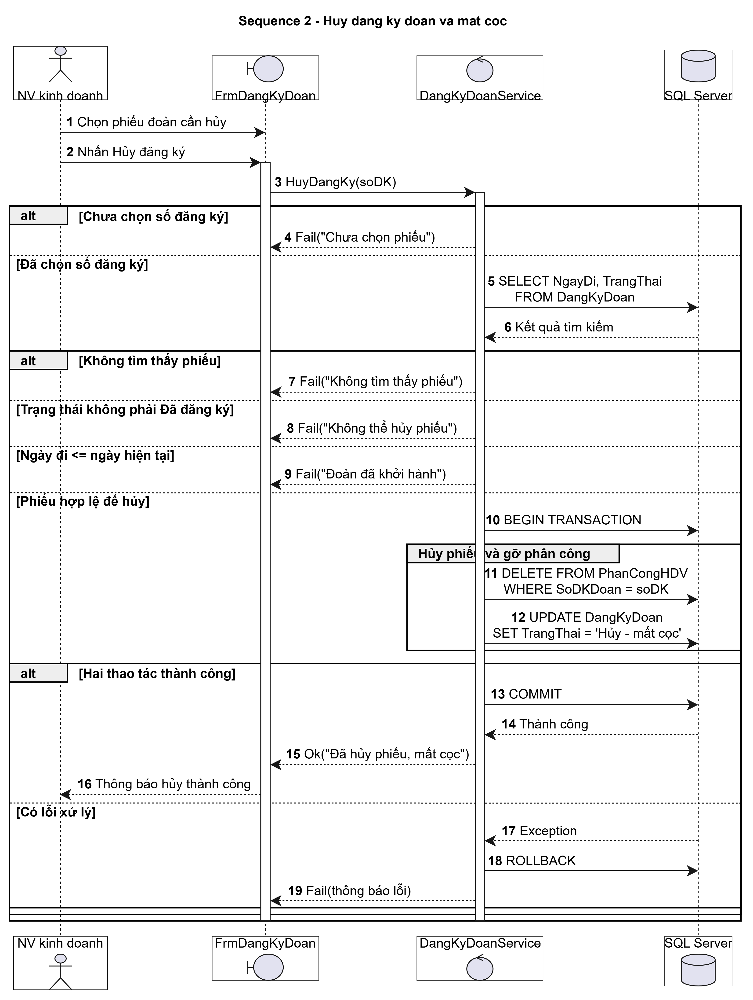 Sequence 2 - Huy dang ky doan va mat coc
NV kinh doanh
FrmDangKyDoan
DangKyDoanService
SQL Server
1 Chọn phiếu đoàn cần hủy
2 Nhấn Hủy đăng ký
3 HuyDangKy(soDK)
alt [Chưa chọn số đăng ký]
4 Fail("Chưa chọn phiếu")
[Đã chọn số đăng ký]
5 SELECT NgayDi, TrangThai
FROM DangKyDoan
6 Kết quả tìm kiếm
alt [Không tìm thấy phiếu]
7 Fail("Không tìm thấy phiếu")
[Trạng thái không phải Đã đăng ký]
8 Fail("Không thể hủy phiếu")
[Ngày đi <= ngày hiện tại]
9 Fail("Đoàn đã khởi hành")
[Phiếu hợp lệ để hủy]
10 BEGIN TRANSACTION
Hủy phiếu và gỡ phân công
11 DELETE FROM PhanCongHDV
WHERE SoDKDoan = soDK
12 UPDATE DangKyDoan
SET TrangThai = 'Hủy - mất cọc'
alt [Hai thao tác thành công]
13 COMMIT
14 Thành công
15 Ok("Đã hủy phiếu, mất cọc")
16 Thông báo hủy thành công
[Có lỗi xử lý]
17 Exception
18 ROLLBACK
19 Fail(thông báo lỗi)
NV kinh doanh
FrmDangKyDoan
DangKyDoanService
SQL Server